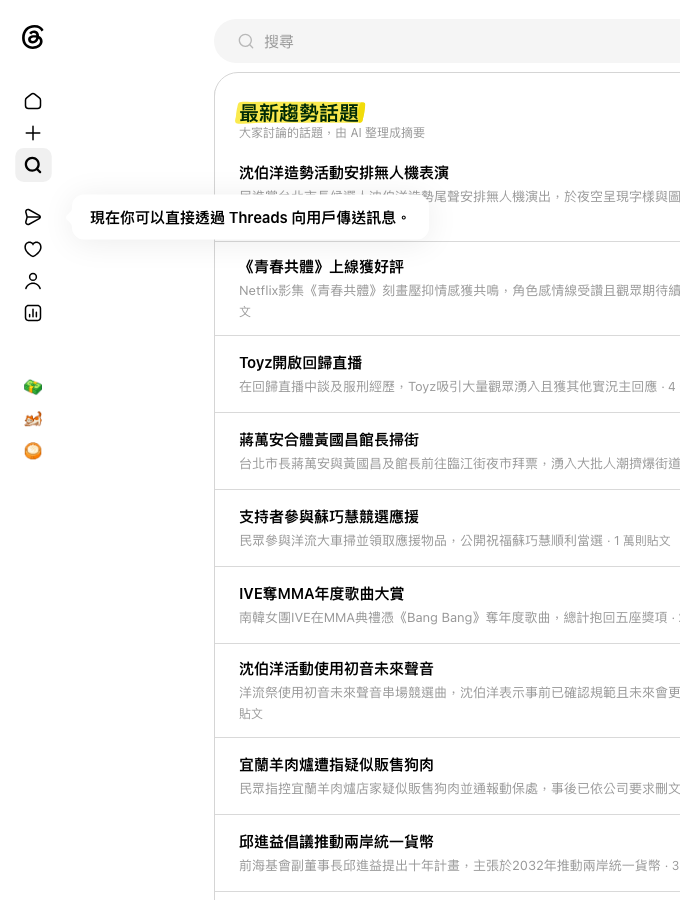 搜尋
最新趨勢話題
大家討論的話題，由 AI 整理成摘要
沈伯洋造勢活動安排無人機表演
勢尾聲安排無人機演出，於夜空呈現字樣與圖
現在你可以直接透過 Threads 向用戶傳送訊息。
《青春共體》上線獲好評
Netflix影集《青春共體》刻畫壓抑情感獲共鳴，角色感情線受讚且觀眾期待續
文
Toyz開啟回歸直播
在回歸直播中談及服刑經歷，Toyz吸引大量觀眾湧入且獲其他實況主回應 · 4
蔣萬安合體黃國昌館長掃街
台北市長蔣萬安與黃國昌及館長前往臨江街夜市拜票，湧入大批人潮擠爆街道
支持者參與蘇巧慧競選應援
民眾參與洋流大車掃並領取應援物品，公開祝福蘇巧慧順利當選 · 1 萬則貼文
IVE奪MMA年度歌曲大賞
南韓女團IVE在MMA典禮憑《Bang Bang》奪年度歌曲，總計抱回五座獎項 ·
沈伯洋活動使用初音未來聲音
洋流祭使用初音未來聲音串場競選曲，沈伯洋表示事前已確認規範且未來會更
貼文
宜蘭羊肉爐遭指疑似販售狗肉
民眾指控宜蘭羊肉爐店家疑似販售狗肉並通報動保處，事後已依公司要求刪文
邱進益倡議推動兩岸統一貨幣
前海基會副董事長邱進益提出十年計畫，主張於2032年推動兩岸統一貨幣 · 3